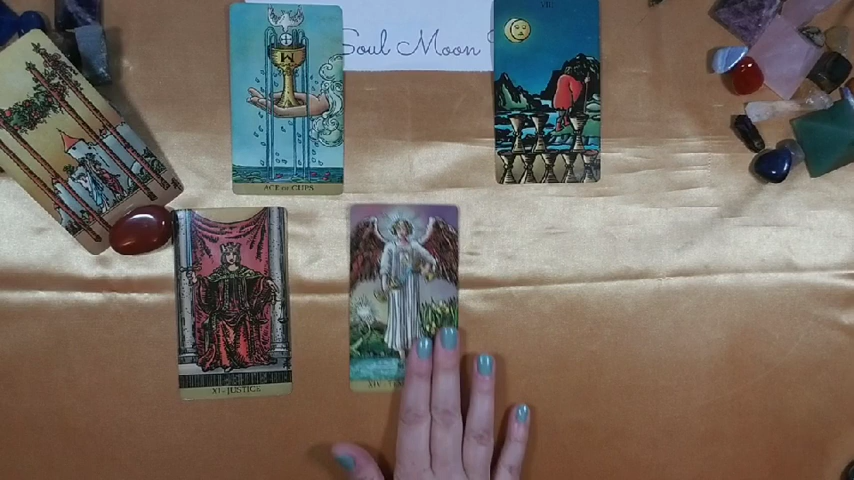 Soul Moon
VIII
ACE of CUPS
XI-JUSTICE
XIV